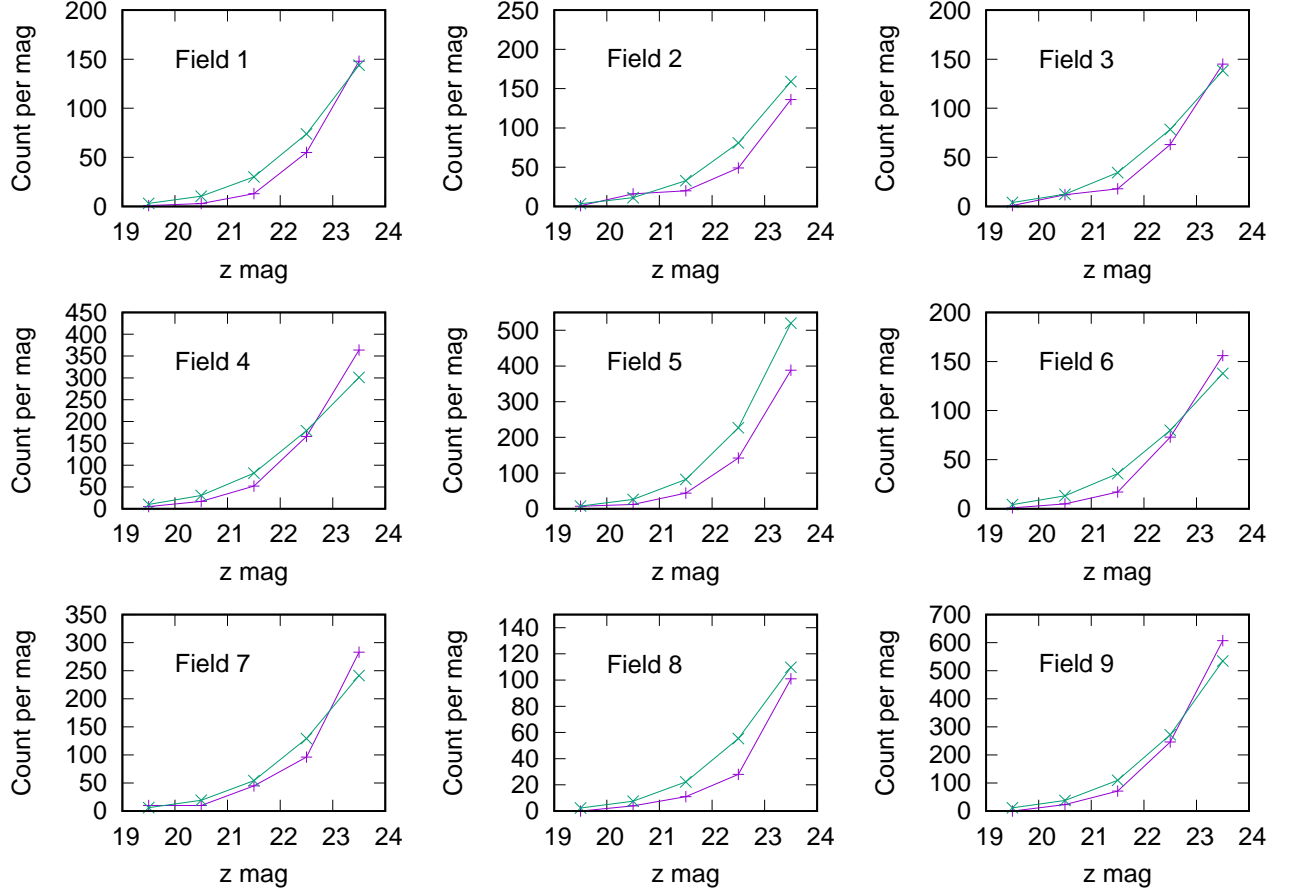 200
150
100
50
0
Count per mag
Field 1
19 20 21 22 23 24
z mag
250
200
150
100
50
0
Count per mag
Field 2
19 20 21 22 23 24
z mag
200
150
100
50
0
Count per mag
Field 3
19 20 21 22 23 24
z mag
450
400
350
300
250
200
150
100
50
0
Count per mag
Field 4
19 20 21 22 23 24
z mag
500
400
300
200
100
0
Count per mag
Field 5
19 20 21 22 23 24
z mag
200
150
100
50
0
Count per mag
Field 6
19 20 21 22 23 24
z mag
350
300
250
200
150
100
50
0
Count per mag
Field 7
19 20 21 22 23 24
z mag
140
120
100
80
60
40
20
0
Count per mag
Field 8
19 20 21 22 23 24
z mag
700
600
500
400
300
200
100
0
Count per mag
Field 9
19 20 21 22 23 24
z mag